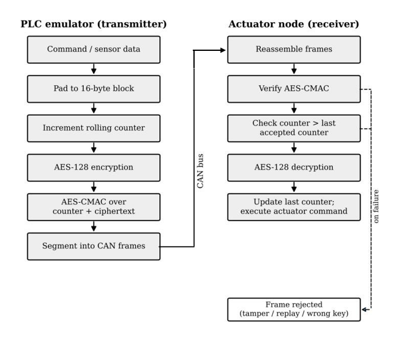 PLC emulator (transmitter)
Command / sensor data
Pad to 16-byte block
Increment rolling counter
AES-128 encryption
AES-CMAC over
counter + ciphertext
Segment into CAN frames
CAN bus
Actuator node (receiver)
Reassemble frames
Verify AES-CMAC
Check counter > last
accepted counter
AES-128 decryption
Update last counter;
execute actuator command
on failure
Frame rejected
(tamper / replay / wrong key)